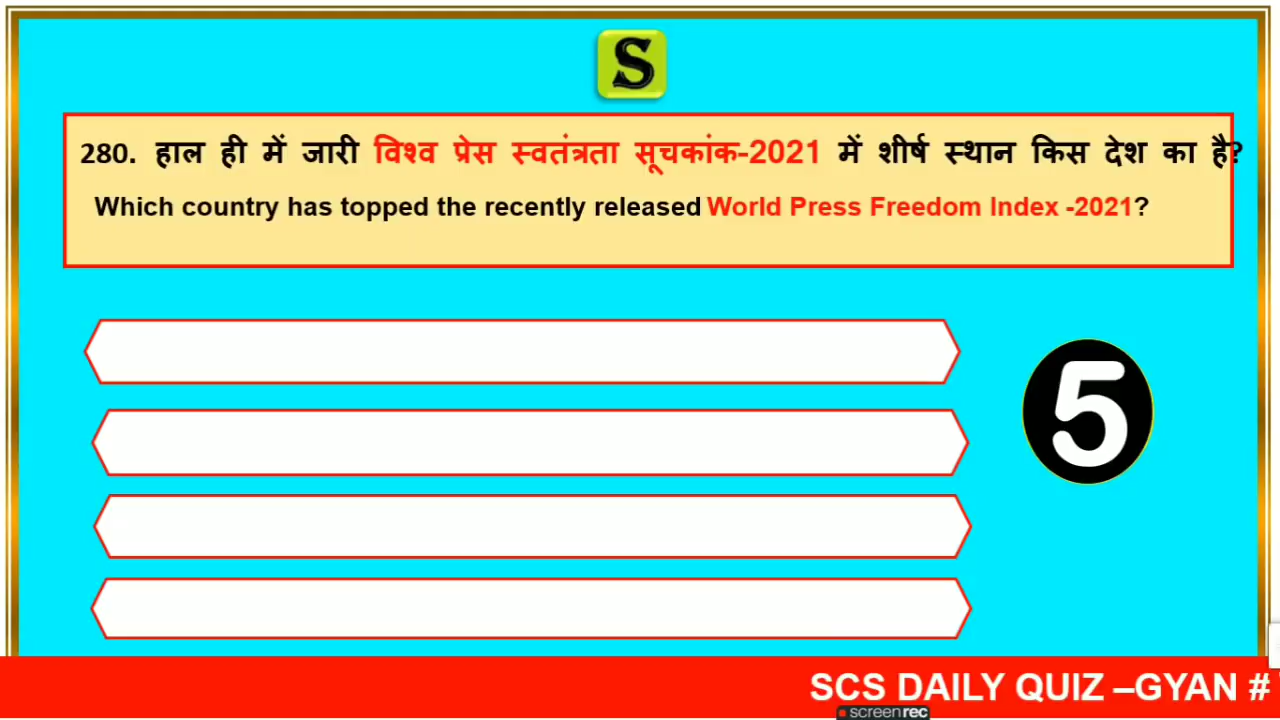 S
280. हाल ही में जारी विश्व प्रेस स्वतंत्रता सूचकांक-2021 में शीर्ष स्थान किस देश का है?
Which country has topped the recently released World Press Freedom Index -2021?
5
SCS DAILY QUIZ –GYAN #
screenrec